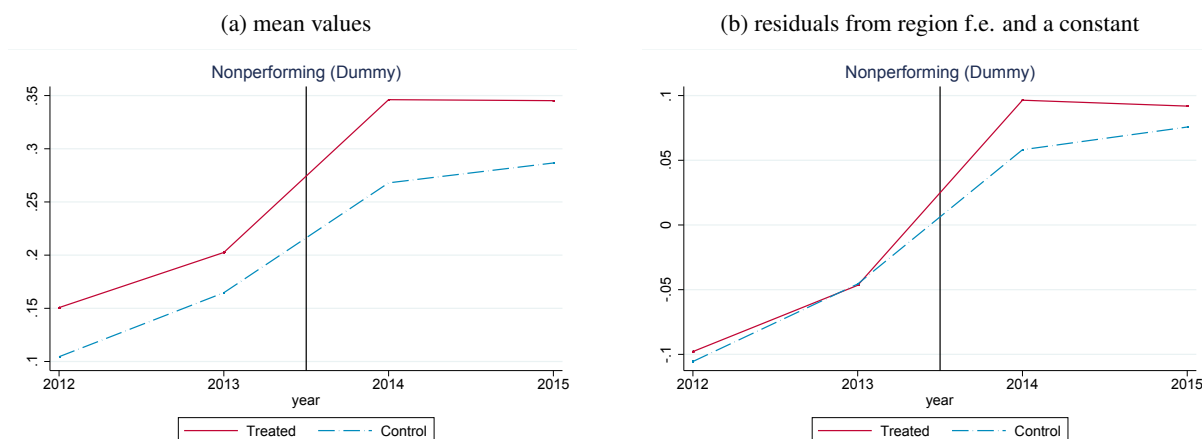 (a) mean values
Nonperforming (Dummy)
.35
.3
.25
.2
.15
.1
2012 2013 2014 2015
year
Treated Control
(b) residuals from region f.e. and a constant
Nonperforming (Dummy)
.1
.05
0
-.05
-.1
2012 2013 2014 2015
year
Treated Control